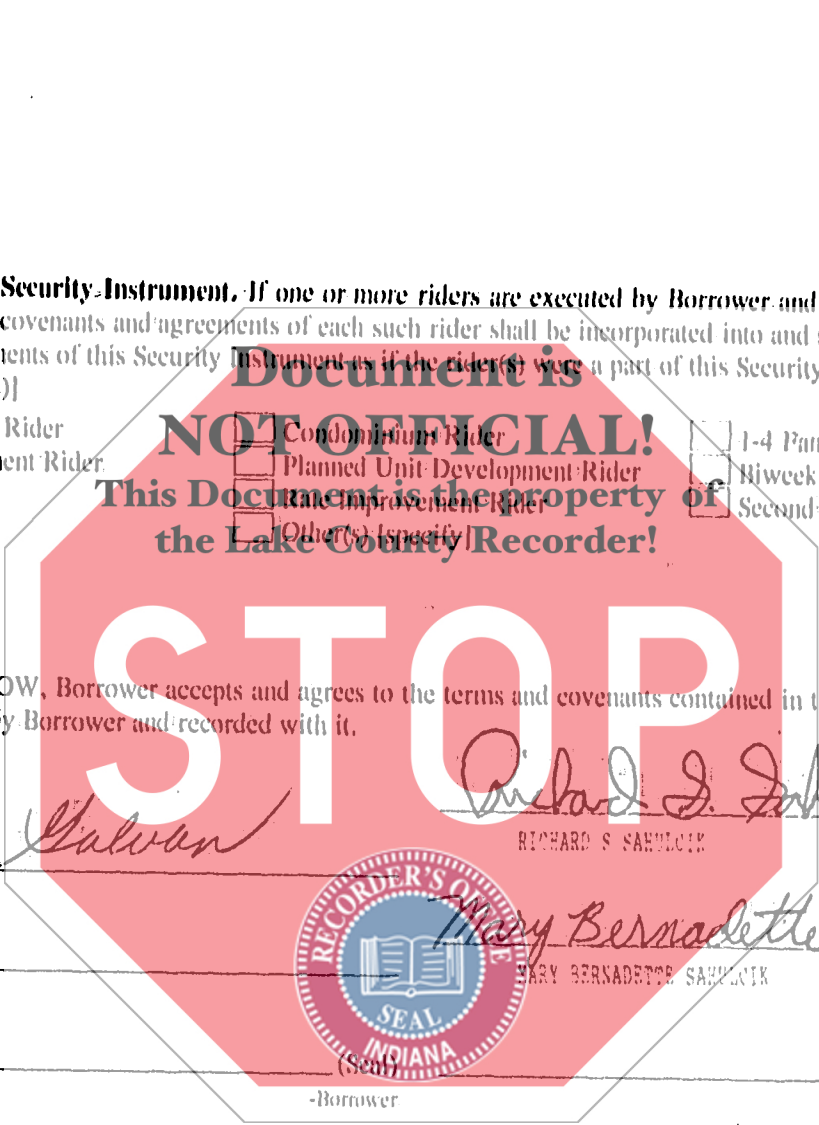 Security Instrument. If one or more riders are executed by Borrower and
covenants and agreements of each such rider shall be incorporated into and
ents of this Security Instrument as if the rider(s) were a part of this Security
)]
Rider
Condominium Rider
1-4 Fam
ent Rider
Planned Unit Development Rider
Biweek
Rate Improvement Rider
Second
Other(s) [specify]
Document is
NOT OFFICIAL!
This Document is the property of
the Lake County Recorder!
STOP
OW, Borrower accepts and agrees to the terms and covenants contained in t
y Borrower and recorded with it.
Richard S.
Galvan
RICHARD S SAHULCIK
Mary Bernadette
MARY BERNADETTE SAHULCIK
RECORDER'S OFFICE
SEAL
INDIANA
(Seal)
-Borrower